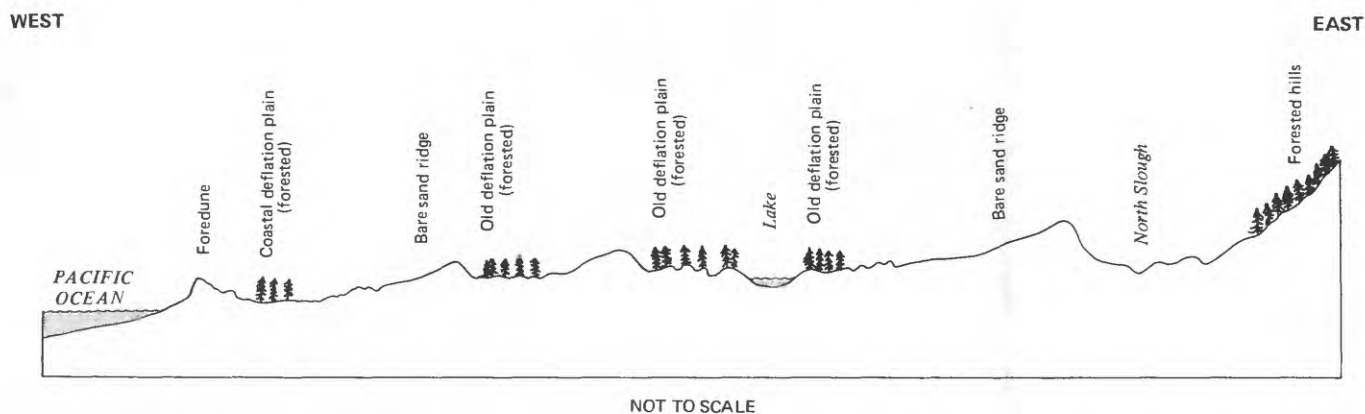 WEST
EAST
Foredune
Coastal deflation plain
(forested)
Bare sand ridge
Old deflation plain
(forested)
Old deflation plain
(forested)
Lake
Old deflation plain
(forested)
Bare sand ridge
North Slough
Forested hills
PACIFIC
OCEAN
NOT TO SCALE